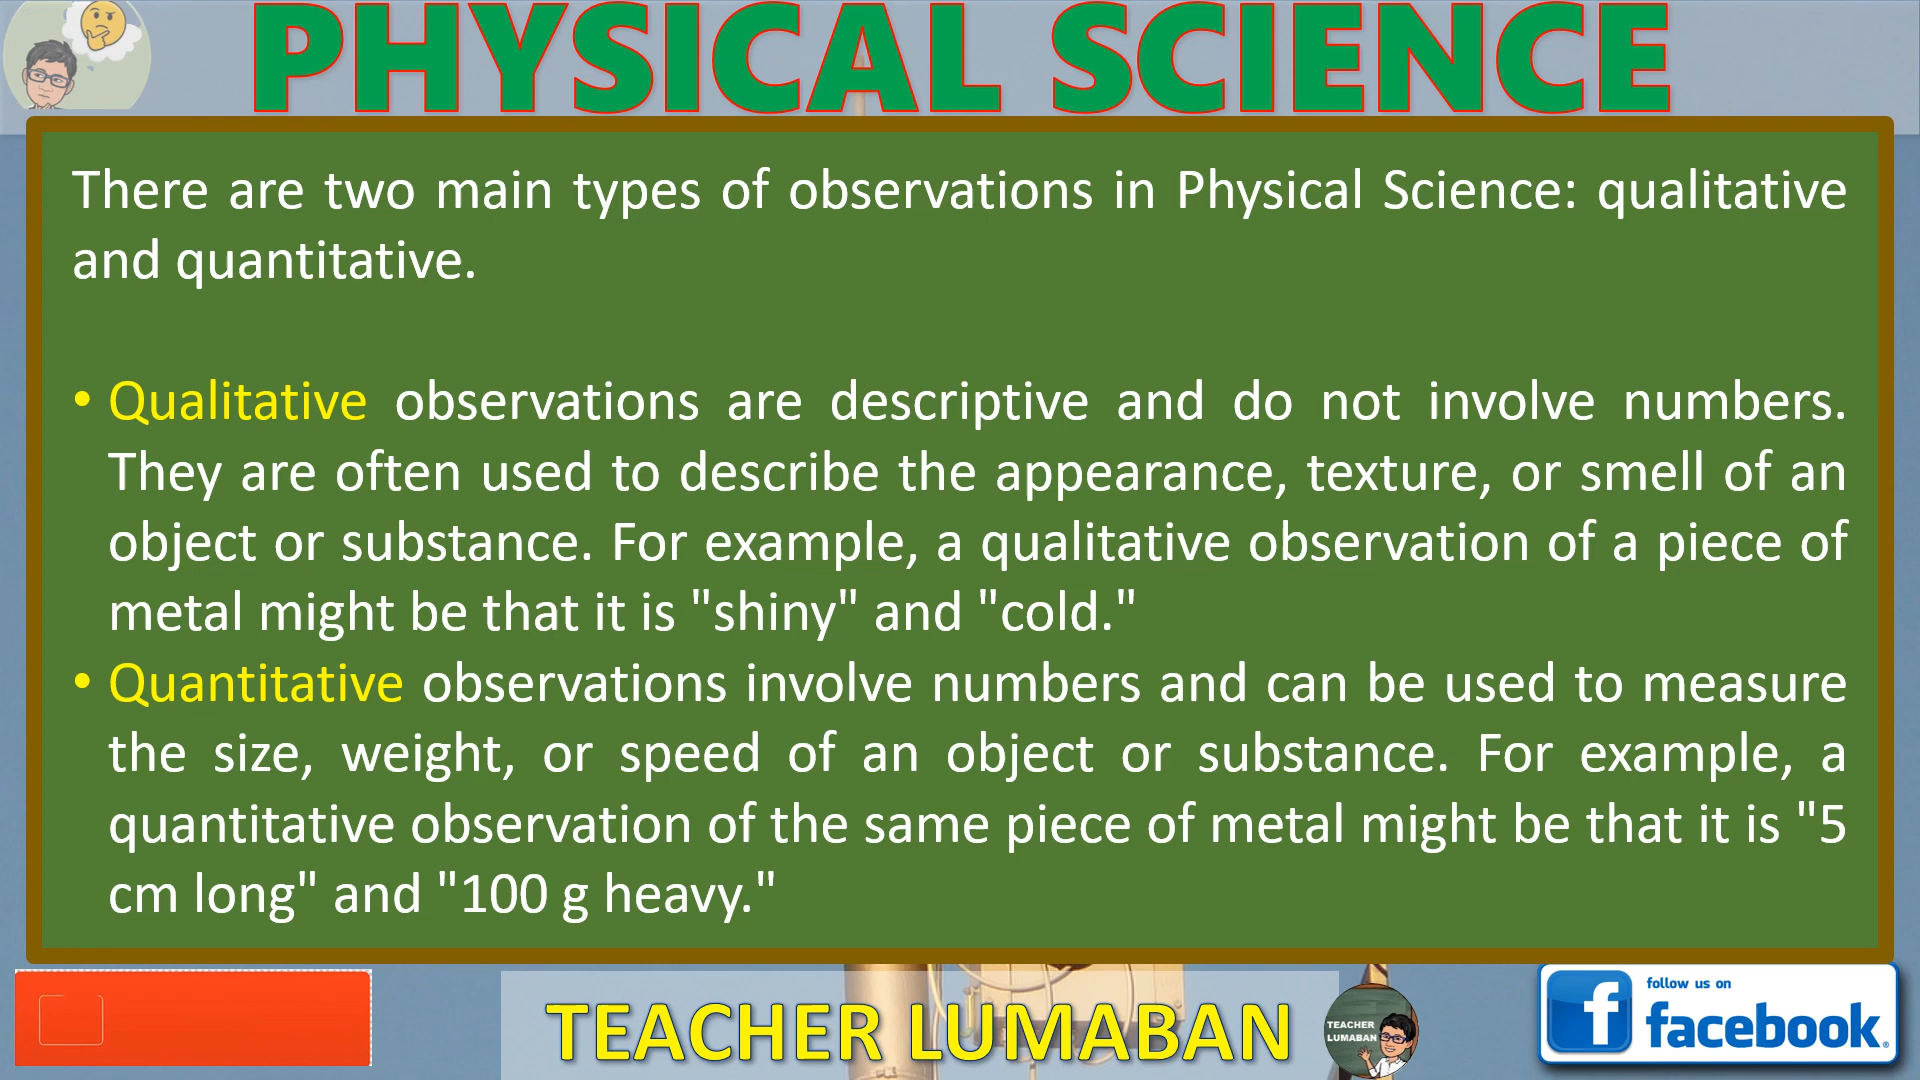 PHYSICAL SCIENCE
There are two main types of observations in Physical Science: qualitative
and quantitative.
• Qualitative observations are descriptive and do not involve numbers.
They are often used to describe the appearance, texture, or smell of an
object or substance. For example, a qualitative observation of a piece of
metal might be that it is "shiny" and "cold."
• Quantitative observations involve numbers and can be used to measure
the size, weight, or speed of an object or substance. For example, a
quantitative observation of the same piece of metal might be that it is "5
cm long" and "100 g heavy."
TEACHER LUMABAN
TEACHER
LUMABAN
f
follow us on
facebook.